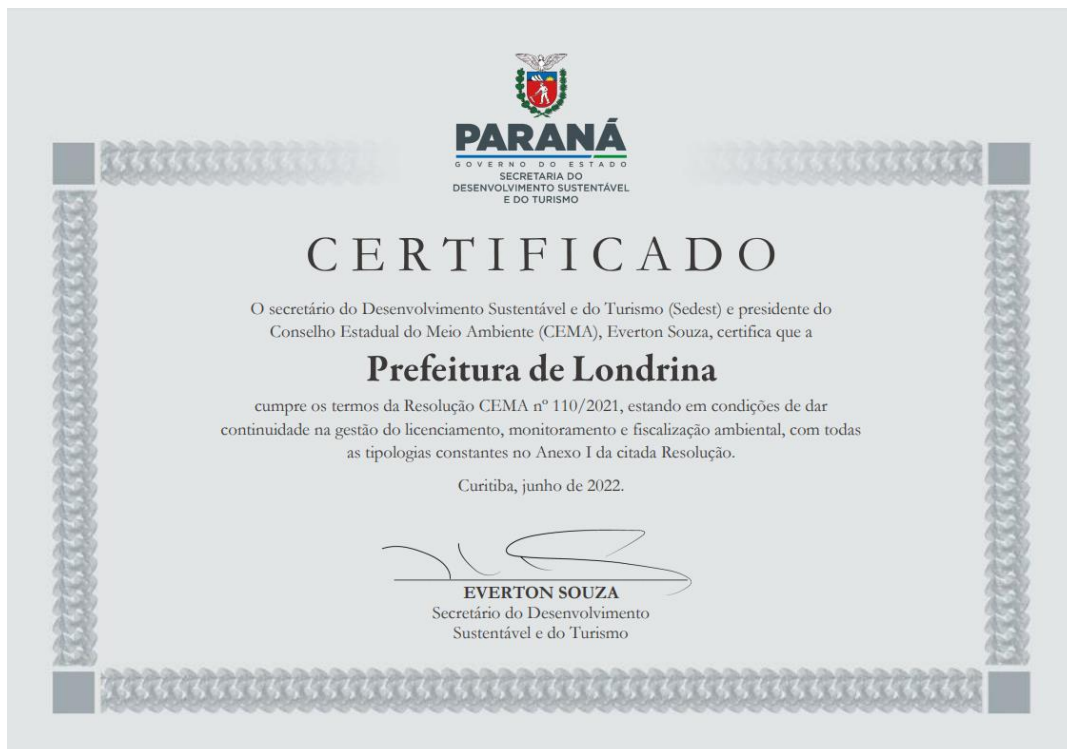 PARANÁ
GOVERNO DO ESTADO
SECRETARIA DO
DESENVOLVIMENTO SUSTENTÁVEL
E DO TURISMO
CERTIFICADO
O secretário do Desenvolvimento Sustentável e do Turismo (Sedest) e presidente do
Conselho Estadual do Meio Ambiente (CEMA), Everton Souza, certifica que a
Prefeitura de Londrina
cumpre os termos da Resolução CEMA nº 110/2021, estando em condições de dar
continuidade na gestão do licenciamento, monitoramento e fiscalização ambiental, com todas
as tipologias constantes no Anexo I da citada Resolução.
Curitiba, junho de 2022.
EVERTON SOUZA
Secretário do Desenvolvimento
Sustentável e do Turismo